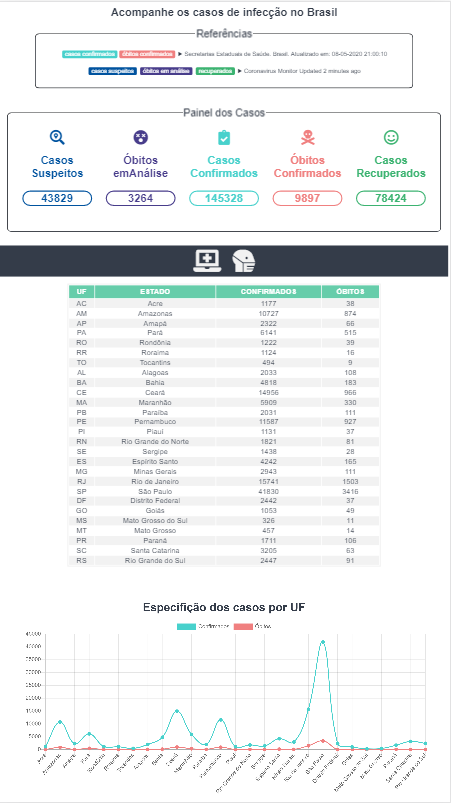 Acompanhe os casos de infecção no Brasil
Referências
casos confirmados óbitos confirmados ► Secretarias Estaduais de Saúde. Brasil. Atualizado em: 08-05-2020 21:00:10
casos suspeitos óbitos em análise recuperados ► Coronavirus Monitor Updated 2 minutes ago
Painel dos Casos
Casos Óbitos Casos Óbitos Casos
Suspeitos emAnálise Confirmados Confirmados Recuperados
43829 3264 145328 9897 78424
UF ESTADO CONFIRMADOS ÓBITOS
AC Acre 1177 38
AM Amazonas 10727 874
AP Amapá 2322 66
PA Pará 6141 515
RO Rondônia 1222 39
RR Roraima 1124 16
TO Tocantins 494 9
AL Alagoas 2033 108
BA Bahia 4818 183
CE Ceará 14956 966
MA Maranhão 5909 330
PB Paraíba 2031 111
PE Pernambuco 11587 927
PI Piauí 1131 37
RN Rio Grande do Norte 1821 81
SE Sergipe 1438 28
ES Espírito Santo 4242 165
MG Minas Gerais 2943 111
RJ Rio de Janeiro 15741 1503
SP São Paulo 41830 3416
DF Distrito Federal 2442 37
GO Goiás 1053 49
MS Mato Grosso do Sul 326 11
MT Mato Grosso 457 14
PR Paraná 1711 106
SC Santa Catarina 3205 63
RS Rio Grande do Sul 2447 91
Especifição dos casos por UF
Confirmados Óbitos
45000
40000
35000
30000
25000
20000
15000
10000
5000
0
Acre Amazonas Amapá Pará Rondônia Roraima Tocantins Alagoas Bahia Ceará Maranhão Paraíba Pernambuco Piauí Rio Grande do Norte Sergipe Espírito Santo Minas Gerais Rio de Janeiro São Paulo Distrito Federal Goiás Mato Grosso do Sul Mato Grosso Paraná Santa Catarina Rio Grande do Sul